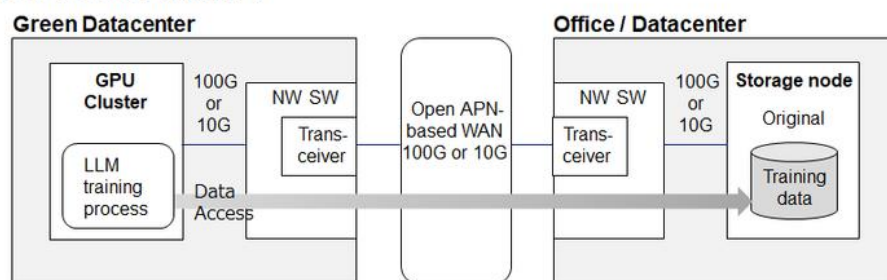 Green Datacenter
GPU
Cluster
100G
or
10G
NW SW
Trans-
ceiver
LLM
training
process
Data
Access
Open APN-
based WAN
100G or 10G
Office / Datacenter
NW SW
Trans-
ceiver
100G
or
10G
Storage node
Original
Training
data